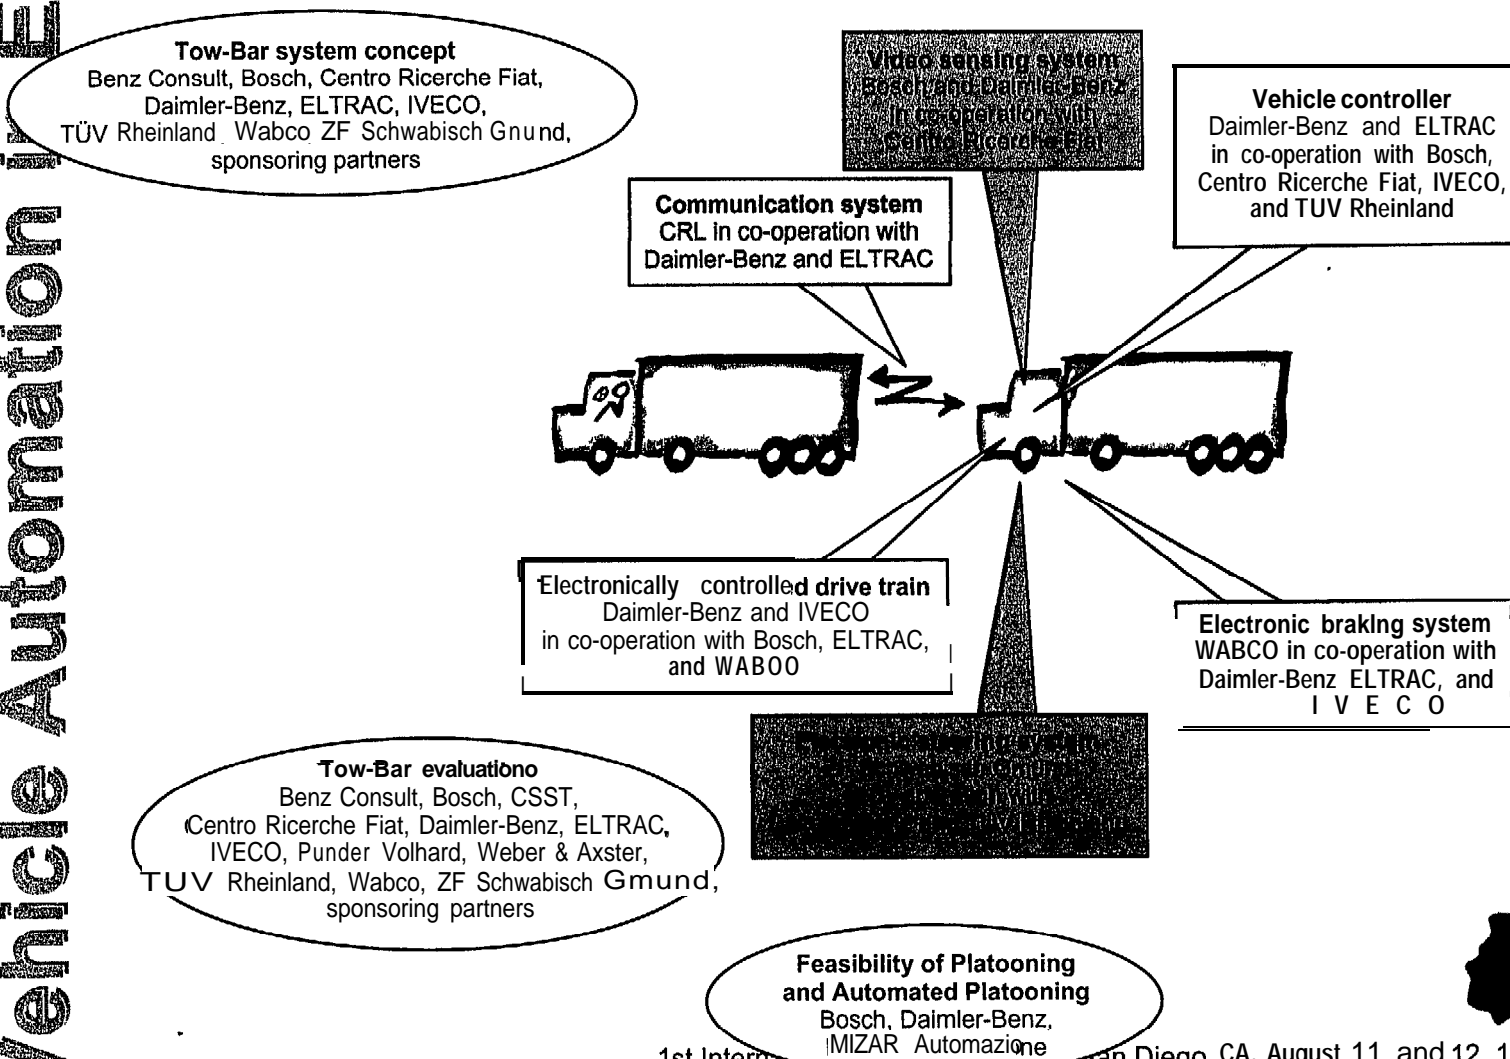 Vehicle Automation in E
Tow-Bar system concept
Benz Consult, Bosch, Centro Ricerche Fiat,
Daimler-Benz, ELTRAC, IVECO,
TÜV Rheinland Wabco ZF Schwabisch Gnund,
sponsoring partners
Video sensing system
Bosch and Daimler-Benz
in co-operation with
Centro Ricerche Fiat
Vehicle controller
Daimler-Benz and ELTRAC
in co-operation with Bosch,
Centro Ricerche Fiat, IVECO,
and TUV Rheinland
Communication system
CRL in co-operation with
Daimler-Benz and ELTRAC
Electronically controlled drive train
Daimler-Benz and IVECO
in co-operation with Bosch, ELTRAC,
and WABOO
Electronic braking system
WABCO in co-operation with
Daimler-Benz ELTRAC, and
I V E C O
Tow-Bar evaluationo
Benz Consult, Bosch, CSST,
Centro Ricerche Fiat, Daimler-Benz, ELTRAC,
IVECO, Punder Volhard, Weber & Axster,
TUV Rheinland, Wabco, ZF Schwabisch Gmund,
sponsoring partners
Feasibility of Platooning
and Automated Platooning
Bosch, Daimler-Benz,
MIZAR Automazione
1st Intern an Diego, CA, August 11 and 12, 1